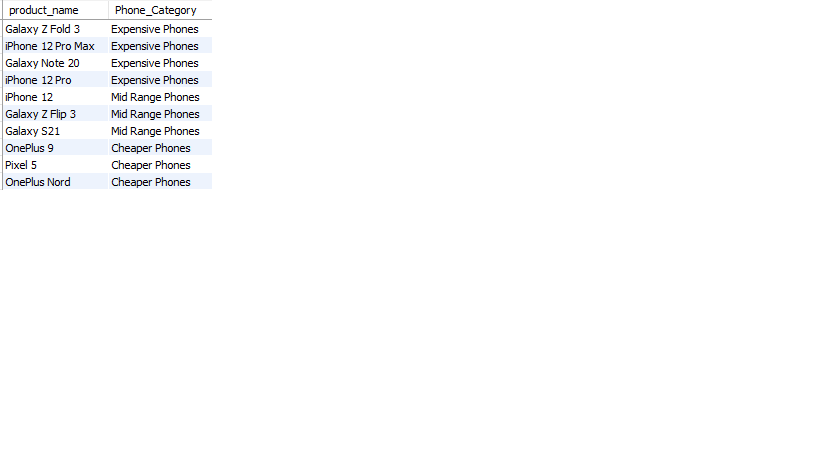 product_name Phone_Category
Galaxy Z Fold 3 Expensive Phones
iPhone 12 Pro Max Expensive Phones
Galaxy Note 20 Expensive Phones
iPhone 12 Pro Expensive Phones
iPhone 12 Mid Range Phones
Galaxy Z Flip 3 Mid Range Phones
Galaxy S21 Mid Range Phones
OnePlus 9 Cheaper Phones
Pixel 5 Cheaper Phones
OnePlus Nord Cheaper Phones